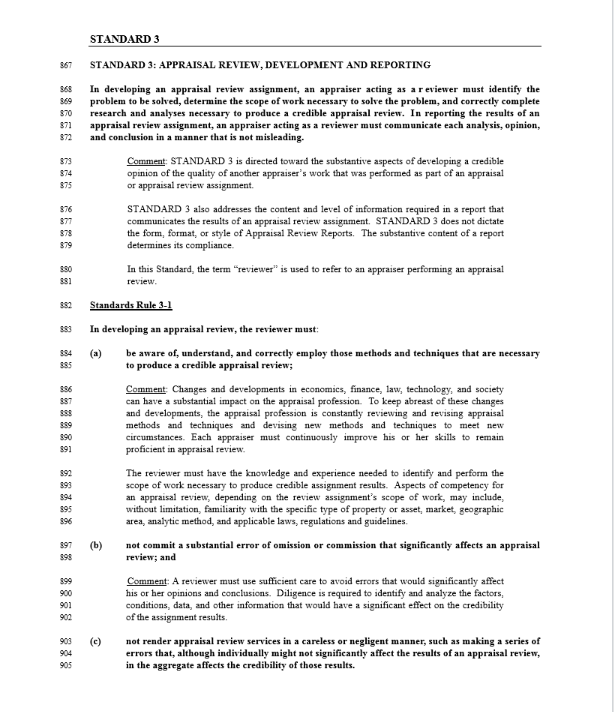 STANDARD 3
867 STANDARD 3: APPRAISAL REVIEW, DEVELOPMENT AND REPORTING
868 In developing an appraisal review assignment, an appraiser acting as a r eviewer must identify the
869 problem to be solved, determine the scope of work necessary to solve the problem, and correctly complete
870 research and analyses necessary to produce a credible appraisal review. In reporting the results of an
871 appraisal review assignment, an appraiser acting as a reviewer must communicate each analysis, opinion,
872 and conclusion in a manner that is not misleading.
873 Comment: STANDARD 3 is directed toward the substantive aspects of developing a credible
874 opinion of the quality of another appraiser's work that was performed as part of an appraisal
875 or appraisal review assignment.
876 STANDARD 3 also addresses the content and level of information required in a report that
877 communicates the results of an appraisal review assignment. STANDARD 3 does not dictate
878 the form, format, or style of Appraisal Review Reports. The substantive content of a report
879 determines its compliance.
880 In this Standard, the term "reviewer" is used to refer to an appraiser performing an appraisal
881 review.
882 Standards Rule 3-1
883 In developing an appraisal review, the reviewer must:
884 (a) be aware of, understand, and correctly employ those methods and techniques that are necessary
885 to produce a credible appraisal review;
886 Comment: Changes and developments in economics, finance, law, technology, and society
887 can have a substantial impact on the appraisal profession. To keep abreast of these changes
888 and developments, the appraisal profession is constantly reviewing and revising appraisal
889 methods and techniques and devising new methods and techniques to meet new
890 circumstances. Each appraiser must continuously improve his or her skills to remain
891 proficient in appraisal review.
892 The reviewer must have the knowledge and experience needed to identify and perform the
893 scope of work necessary to produce credible assignment results. Aspects of competency for
894 an appraisal review, depending on the review assignment's scope of work, may include,
895 without limitation, familiarity with the specific type of property or asset, market, geographic
896 area, analytic method, and applicable laws, regulations and guidelines.
897 (b) not commit a substantial error of omission or commission that significantly affects an appraisal
898 review; and
899 Comment: A reviewer must use sufficient care to avoid errors that would significantly affect
900 his or her opinions and conclusions. Diligence is required to identify and analyze the factors,
901 conditions, data, and other information that would have a significant effect on the credibility
902 of the assignment results.
903 (c) not render appraisal review services in a careless or negligent manner, such as making a series of
904 errors that, although individually might not significantly affect the results of an appraisal review,
905 in the aggregate affects the credibility of those results.